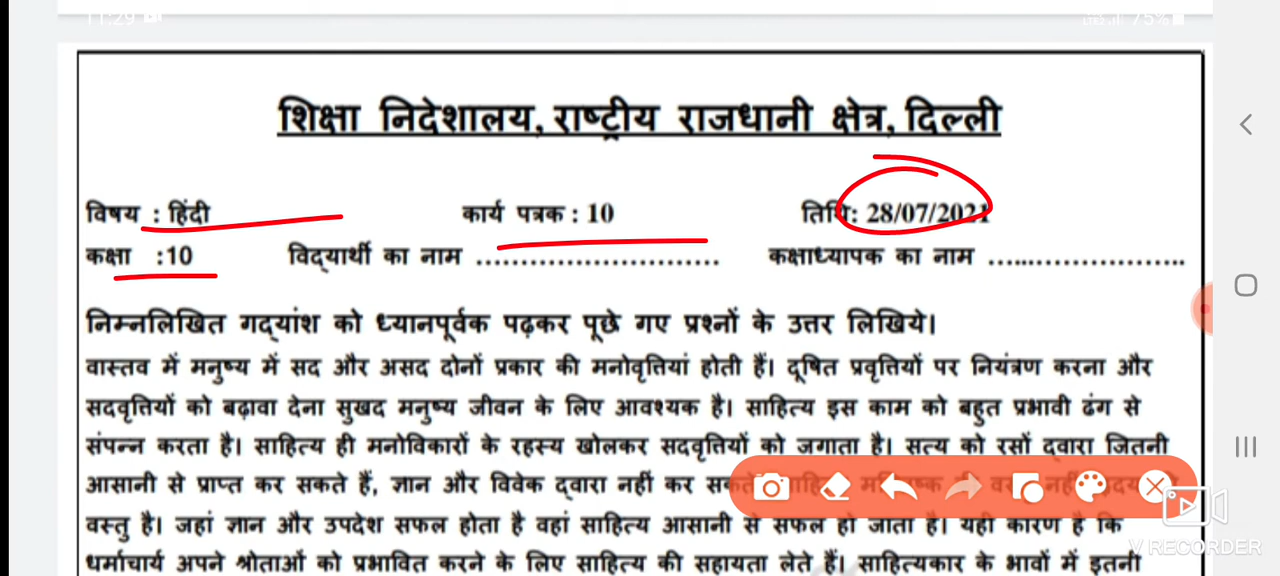 11:29
75%
शिक्षा निदेशालय, राष्ट्रीय राजधानी क्षेत्र, दिल्ली
विषय : हिंदी कार्य पत्रक : 10 तिथि: 28/07/2021
कक्षा :10 विद्यार्थी का नाम ........................... कक्षाध्यापक का नाम ......................
निम्नलिखित गद्यांश को ध्यानपूर्वक पढ़कर पूछे गए प्रश्नों के उत्तर लिखिये।
वास्तव में मनुष्य में सद और असद दोनों प्रकार की मनोवृत्तियां होती हैं। दूषित प्रवृत्तियों पर नियंत्रण करना और
सदवृत्तियों को बढ़ावा देना सुखद मनुष्य जीवन के लिए आवश्यक है। साहित्य इस काम को बहुत प्रभावी ढंग से
संपन्न करता है। साहित्य ही मनोविकारों के रहस्य खोलकर सदवृत्तियों को जगाता है। सत्य को रसों द्वारा जितनी
आसानी से प्राप्त कर सकते हैं, ज्ञान और विवेक द्वारा नहीं कर
वस्तु है। जहां ज्ञान और उपदेश सफल होता है वहां साहित्य आसानी से सफल हो जाता है। यही कारण है कि
धर्माचार्य अपने श्रोताओं को प्रभावित करने के लिए साहित्य की सहायता लेते हैं। साहित्यकार के भावों में इतनी
V RECORDER